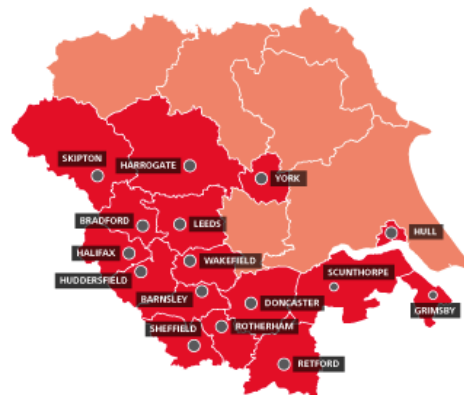 SKIPTON
HARROGATE
YORK
BRADFORD
LEEDS
HULL
HALIFAX
WAKEFIELD
SCUNTHORPE
HUDDERSFIELD
BARNSLEY
DONCASTER
GRIMSBY
SHEFFIELD
ROTHERHAM
RETFORD